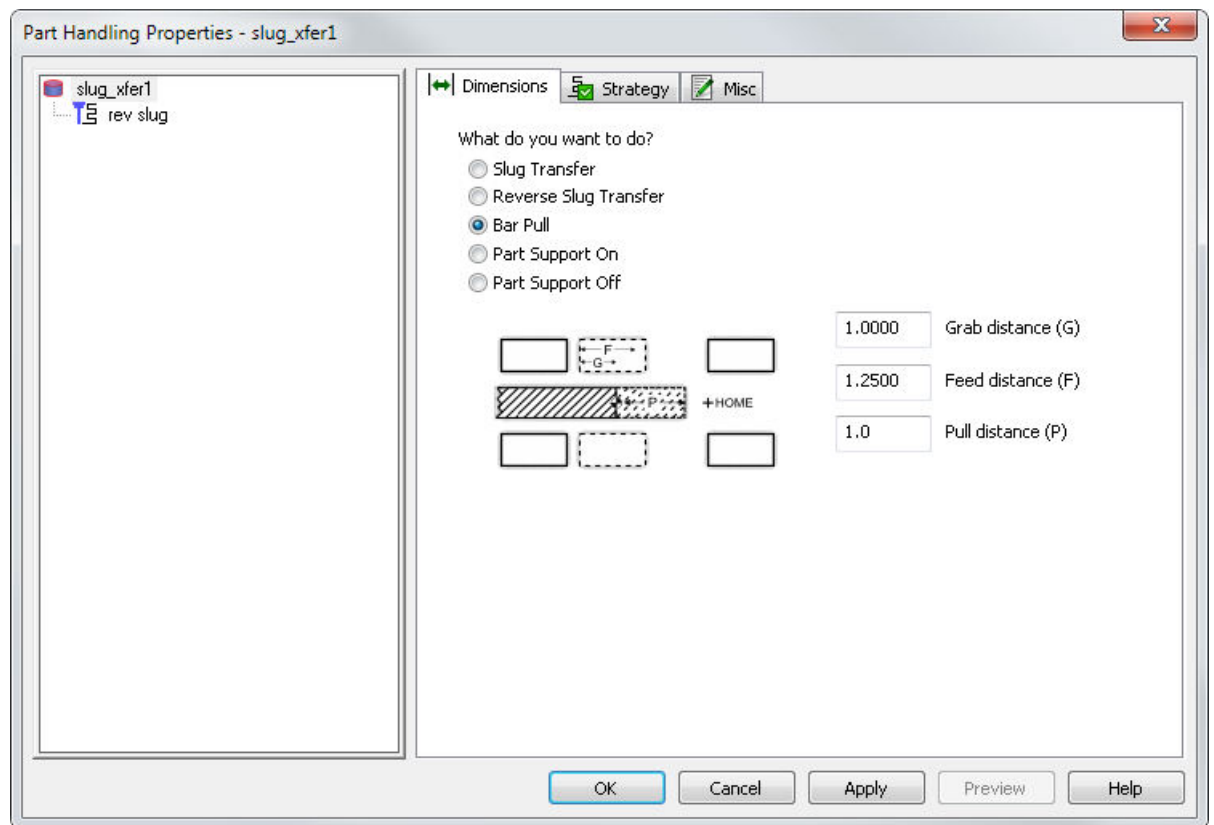 Part Handling Properties - slug_xfer1
slug_xfer1
rev slug
Dimensions
Strategy
Misc
What do you want to do?
Slug Transfer
Reverse Slug Transfer
Bar Pull
Part Support On
Part Support Off
F
G
P
+HOME
1.0000 Grab distance (G)
1.2500 Feed distance (F)
1.0 Pull distance (P)
OK
Cancel
Apply
Preview
Help